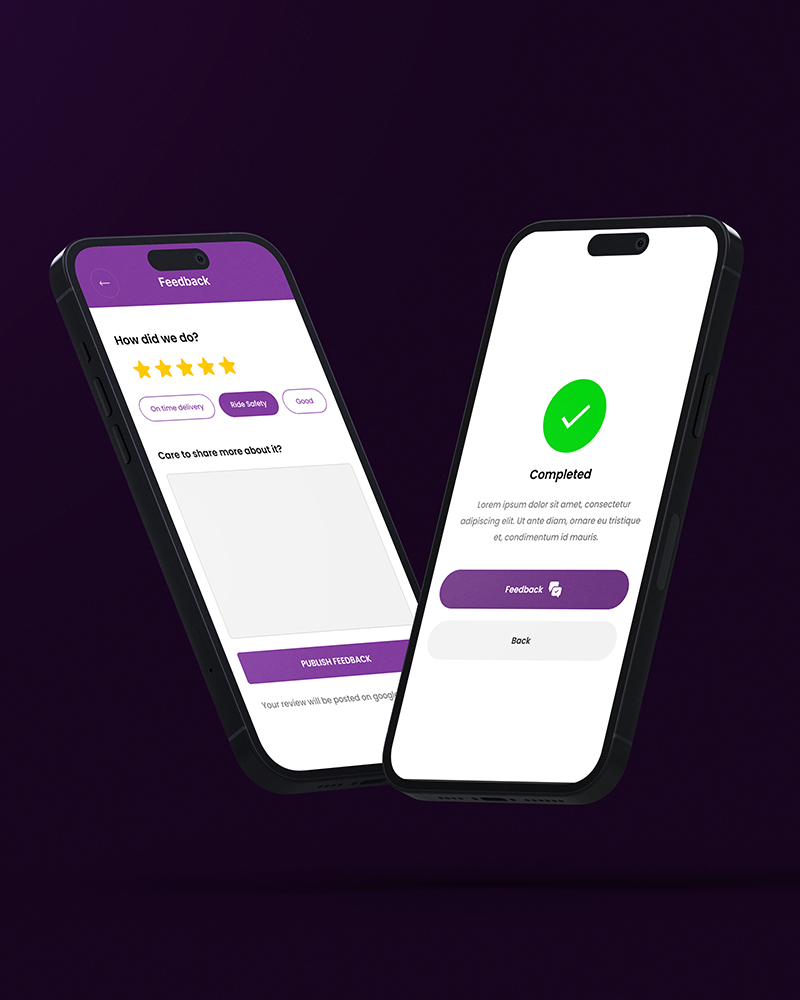 Feedback
How did we do?
On time delivery
Ride Safety
Good
Care to share more about it?
PUBLISH FEEDBACK
Your review will be posted on google
Completed
Lorem ipsum dolor sit amet, consectetur
adipiscing elit. Ut ante diam, ornare eu tristique
et, condimentum id mauris.
Feedback
Back